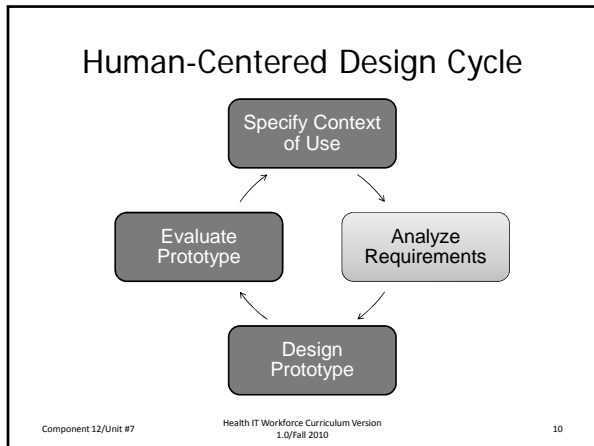 Human-Centered Design Cycle
Specify Context
of Use
Analyze
Requirements
Design
Prototype
Evaluate
Prototype
Component 12/Unit #7
Health IT Workforce Curriculum Version
1.0/Fall 2010
10